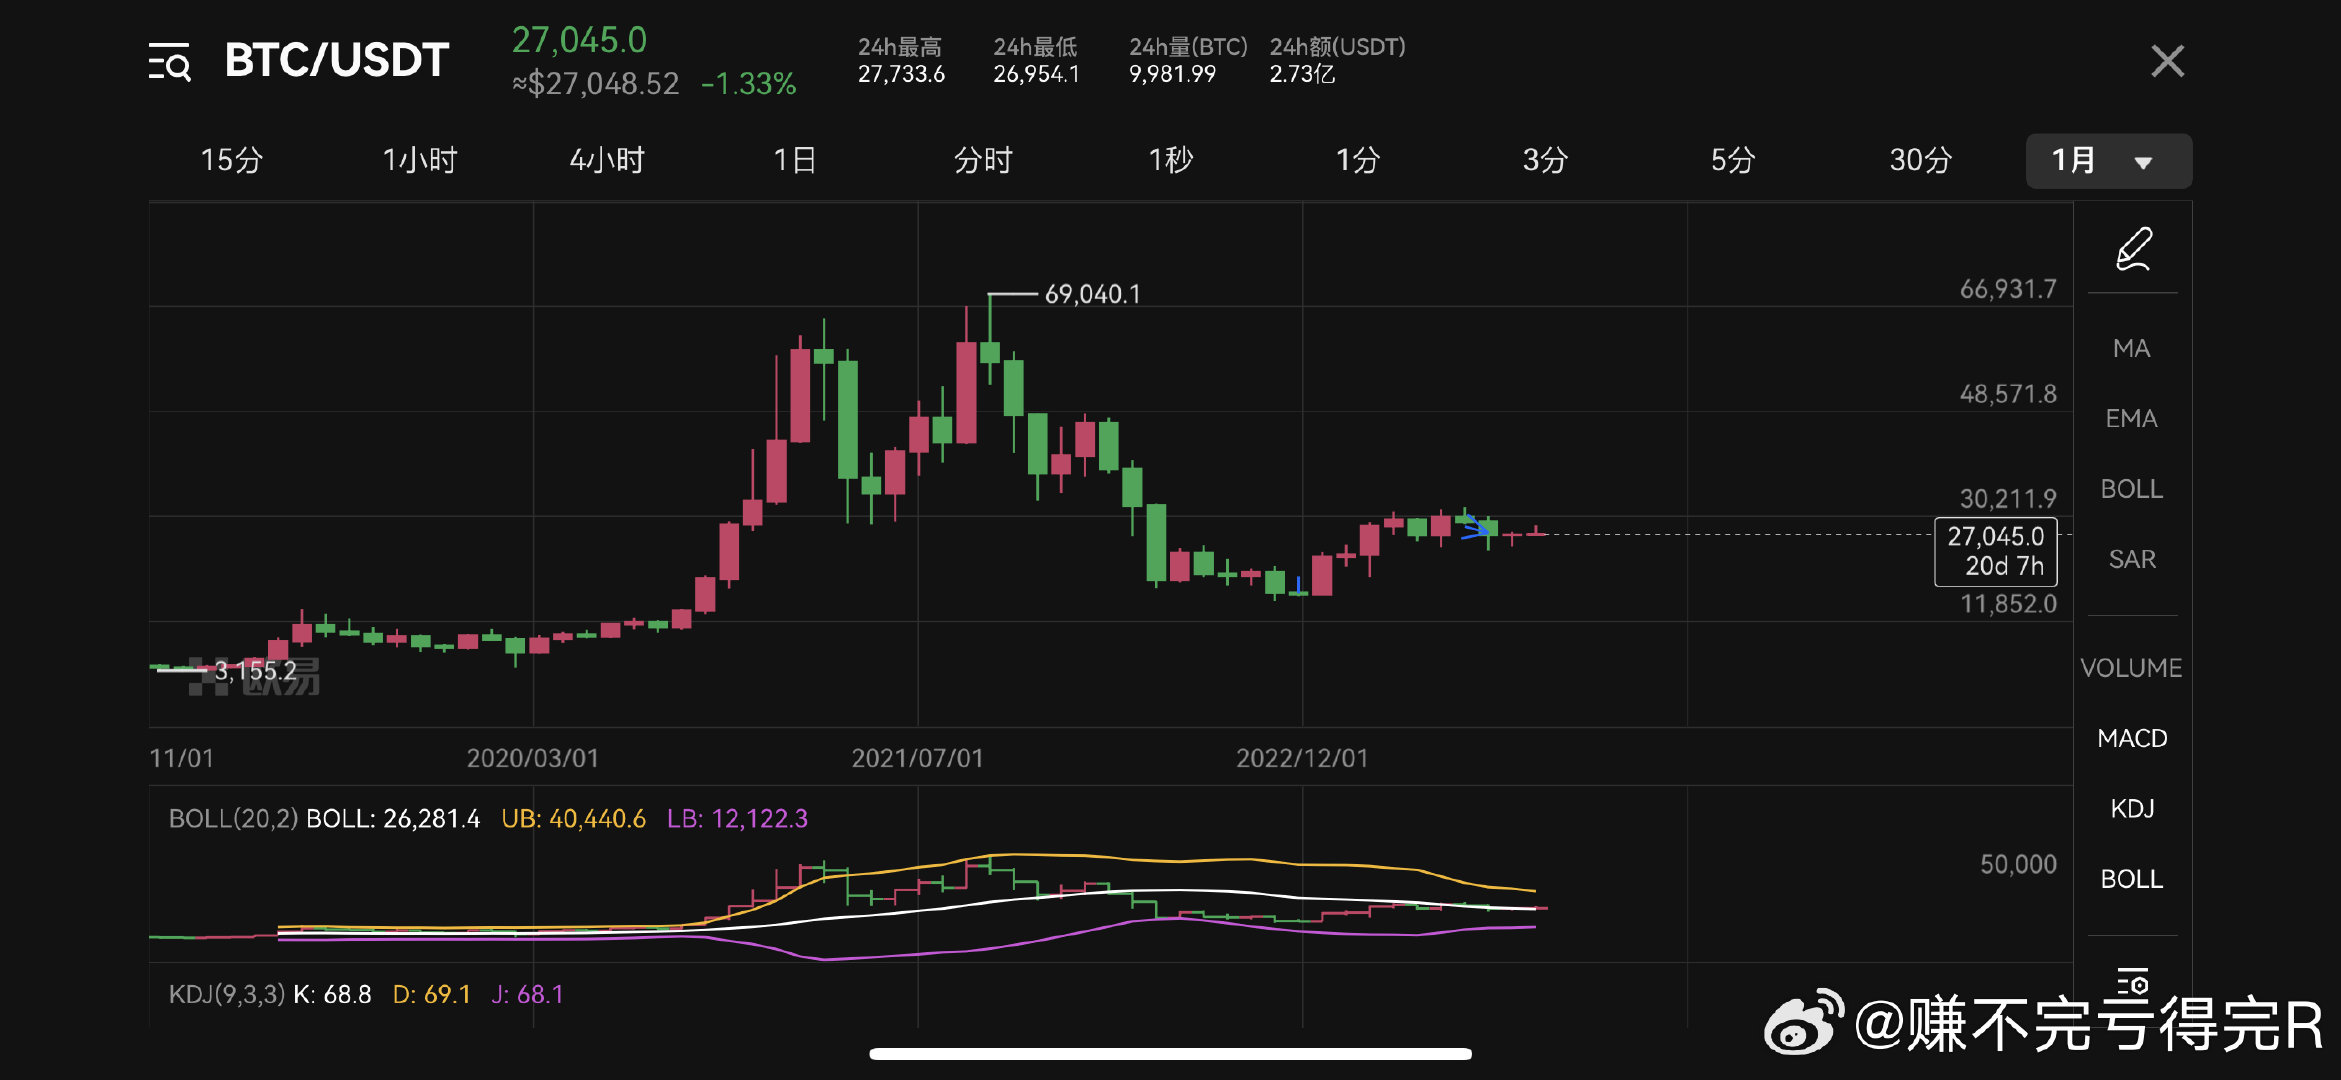 BTC/USDT
27,045.0
≈$27,048.52 -1.33%
24h最高 24h最低 24h量(BTC) 24h额(USDT)
27,733.6 26,954.1 9,981.99 2.73亿
15分 1小时 4小时 1日 分时 1秒 1分 3分 5分 30分 1月
69,040.1
66,931.7
48,571.8
30,211.9
27,045.0
20d 7h
11,852.0
3,155.2
欧易
11/01 2020/03/01 2021/07/01 2022/12/01
MA
EMA
BOLL
SAR
VOLUME
MACD
KDJ
BOLL
BOLL(20,2) BOLL: 26,281.4 UB: 40,440.6 LB: 12,122.3
50,000
KDJ(9,3,3) K: 68.8 D: 69.1 J: 68.1
@赚不完亏得完R